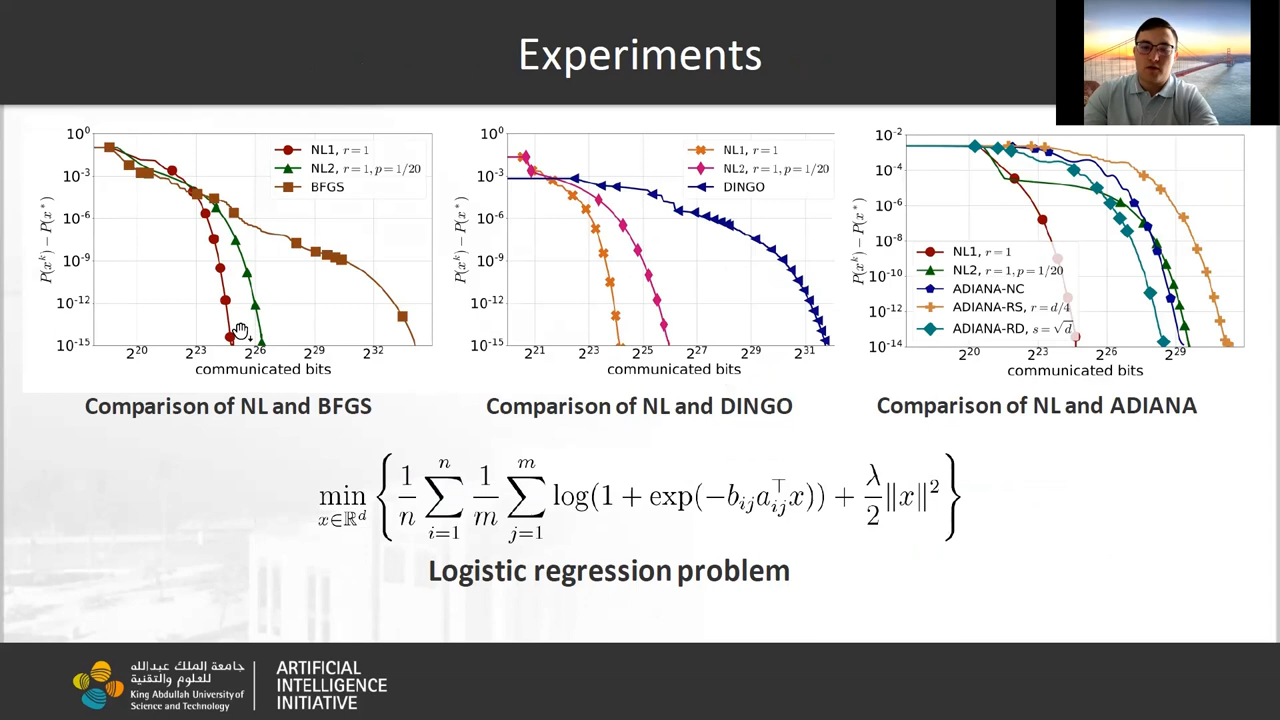 Experiments
10^0
10^-3
10^-6
10^-9
10^-12
10^-15
P(x^k) − P(x^*)
NL1, r = 1
NL2, r = 1, p = 1/20
BFGS
2^20 2^23 2^26 2^29 2^32
communicated bits
Comparison of NL and BFGS
10^0
10^-3
10^-6
10^-9
10^-12
10^-15
P(x^k) − P(x^*)
NL1, r = 1
NL2, r = 1, p = 1/20
DINGO
2^21 2^23 2^25 2^27 2^29 2^31
communicated bits
Comparison of NL and DINGO
10^-2
10^-4
10^-6
10^-8
10^-10
10^-12
10^-14
P(x^k) − P(x^*)
NL1, r = 1
NL2, r = 1, p = 1/20
ADIANA-NC
ADIANA-RS, r = d/4
ADIANA-RD, s = √d
2^20 2^23 2^26 2^29
communicated bits
Comparison of NL and ADIANA
min_{x∈ℝ^d} { 1/n ∑_{i=1}^{n} 1/m ∑_{j=1}^{m} log(1 + exp(−b_{ij}a_{ij}^⊤x)) + λ/2 ‖x‖^2 }
Logistic regression problem
جامعة الملك عبدالله
للعلوم والتقنية
King Abdullah University of
Science and Technology
ARTIFICIAL
INTELLIGENCE
INITIATIVE